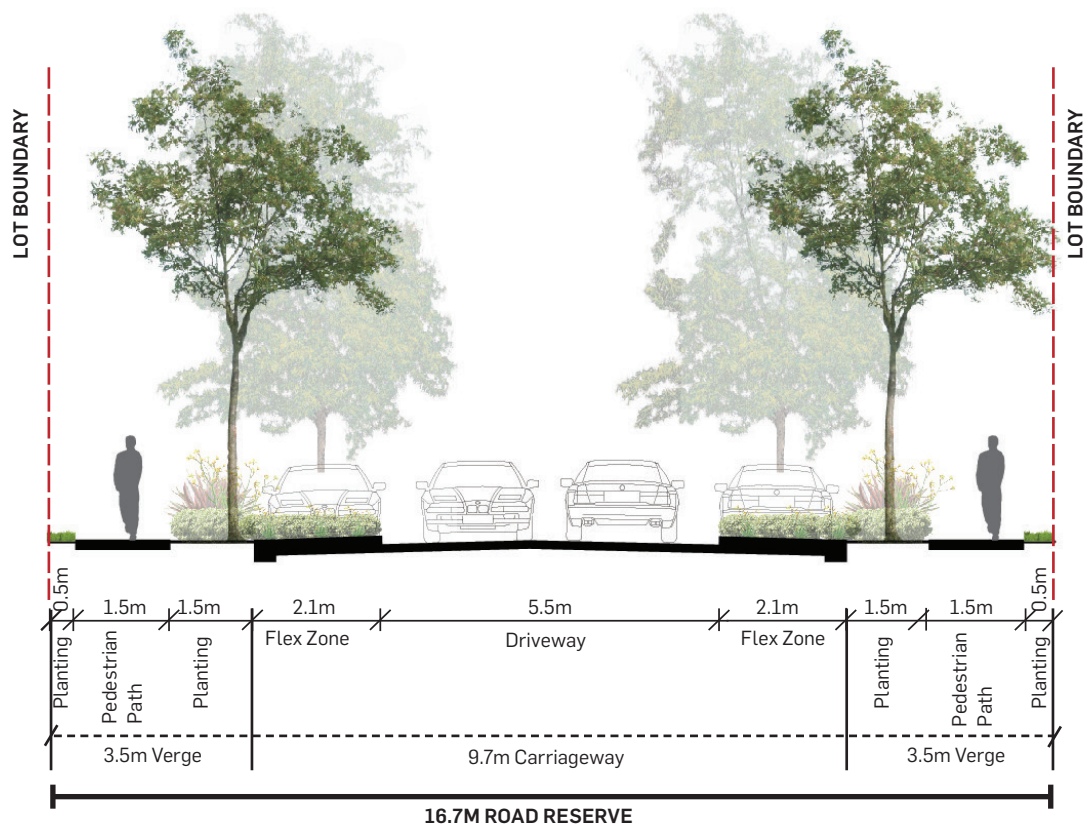 LOT BOUNDARY
LOT BOUNDARY
0.5m
1.5m
1.5m
2.1m
5.5m
2.1m
1.5m
1.5m
0.5m
Planting
Pedestrian
Path
Planting
Flex Zone
Driveway
Flex Zone
Planting
Pedestrian
Path
Planting
3.5m Verge
9.7m Carriageway
3.5m Verge
16.7M ROAD RESERVE